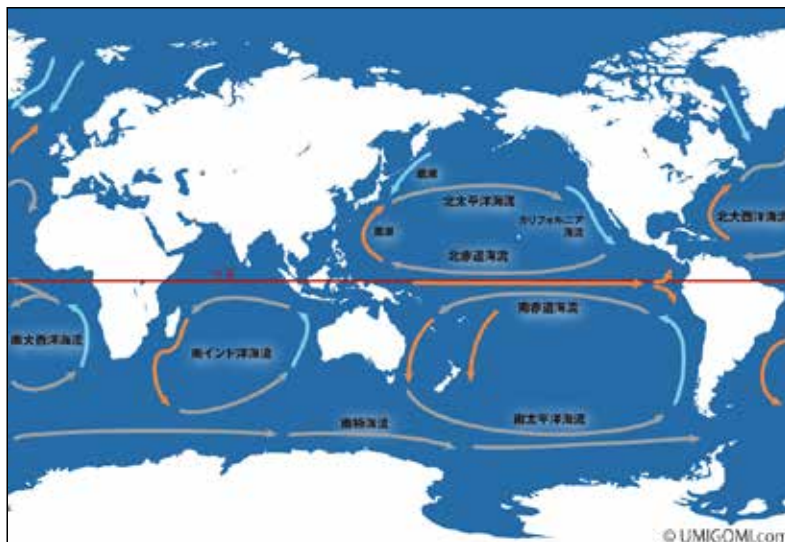 親潮
北太平洋海流
カリフォルニア
海流
黒潮
北大西洋海流
北赤道海流
赤道
南赤道海流
南大西洋海流
南インド洋海流
南極海流
南太平洋海流
© UMIGOMI.com